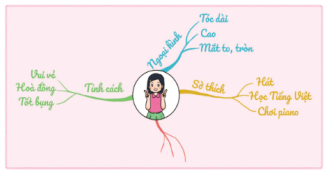 Ngoại hình
Tóc dài
Cao
Mắt to, tròn
Sở thích
Hát
Học Tiếng Việt
Chơi piano
Tính cách
Vui vẻ
Hoà đồng
Tốt bụng